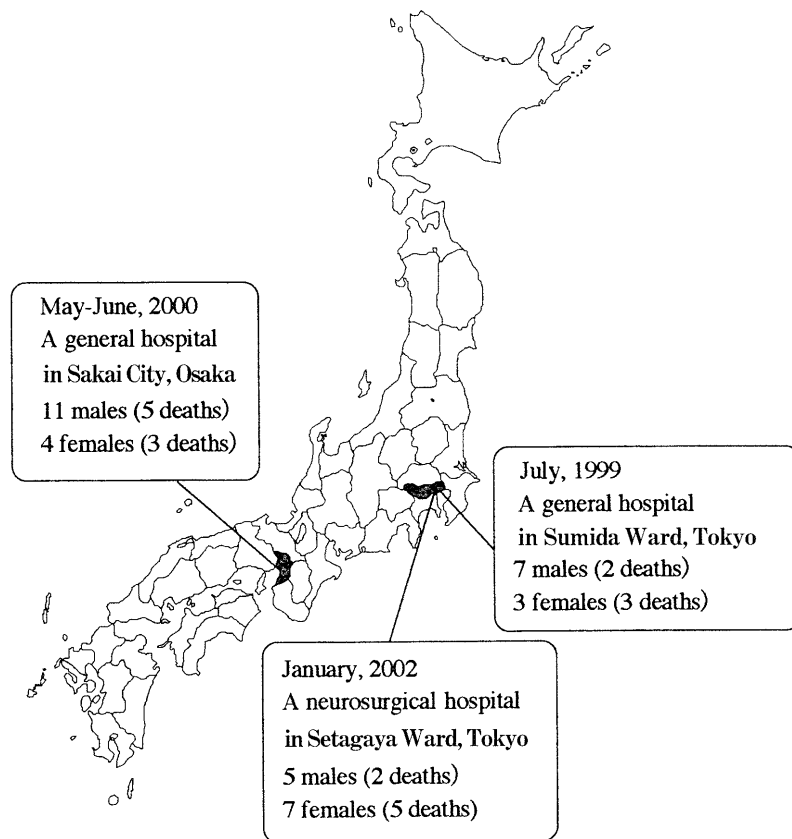 May-June, 2000
A general hospital
in Sakai City, Osaka
11 males (5 deaths)
4 females (3 deaths)
July, 1999
A general hospital
in Sumida Ward, Tokyo
7 males (2 deaths)
3 females (3 deaths)
January, 2002
A neurosurgical hospital
in Setagaya Ward, Tokyo
5 males (2 deaths)
7 females (5 deaths)